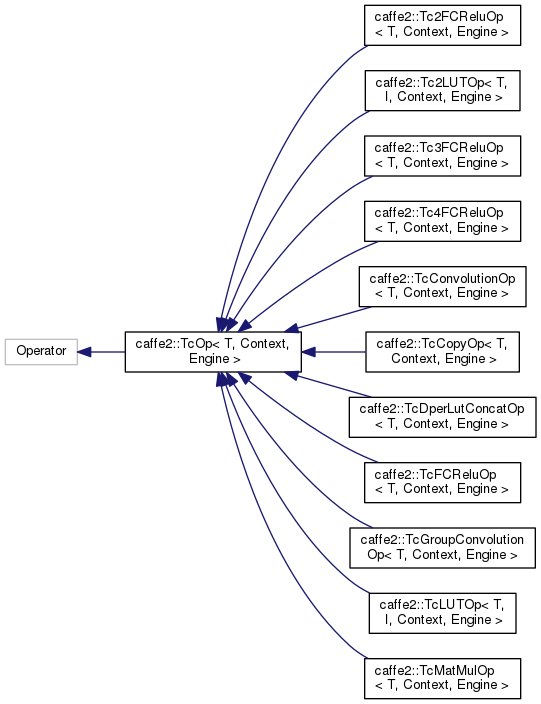 caffe2::Tc2FCReluOp
< T, Context, Engine >
caffe2::Tc2LUTOp< T,
I, Context, Engine >
caffe2::Tc3FCReluOp
< T, Context, Engine >
caffe2::Tc4FCReluOp
< T, Context, Engine >
caffe2::TcConvolutionOp
< T, Context, Engine >
Operator
caffe2::TcOp< T, Context,
Engine >
caffe2::TcCopyOp< T,
Context, Engine >
caffe2::TcDperLutConcatOp
< T, Context, Engine >
caffe2::TcFCReluOp
< T, Context, Engine >
caffe2::TcGroupConvolution
Op< T, Context, Engine >
caffe2::TcLUTOp< T,
I, Context, Engine >
caffe2::TcMatMulOp
< T, Context, Engine >